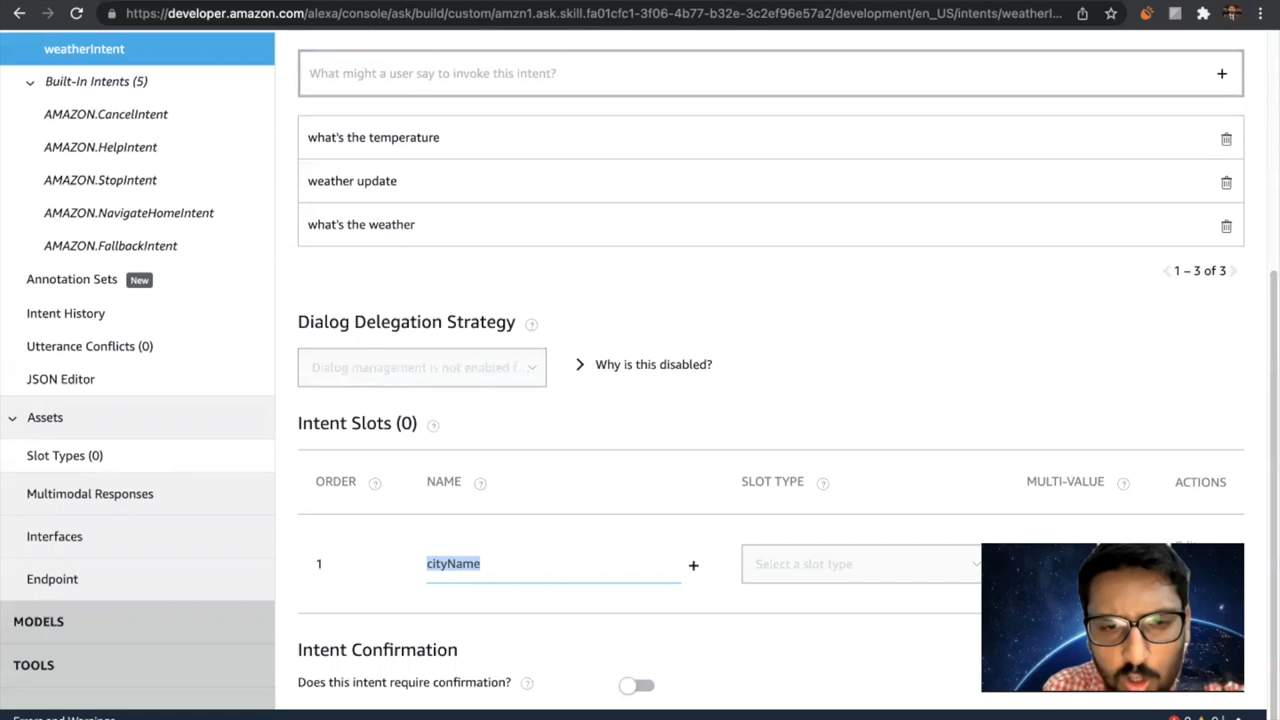 https://developer.amazon.com/alexa/console/ask/build/custom/amzn1.ask.skill.fa01cfc1-3f06-4b77-b32e-3c2ef96e57a2/development/en_US/intents/weatherI...
weatherIntent
What might a user say to invoke this intent?
Built-In Intents (5)
AMAZON.CancelIntent
what's the temperature
AMAZON.HelpIntent
AMAZON.StopIntent
weather update
AMAZON.NavigateHomeIntent
what's the weather
AMAZON.FallbackIntent
1 – 3 of 3
Annotation Sets New
Intent History
Dialog Delegation Strategy
Utterance Conflicts (0)
Dialog management is not enabled f...
Why is this disabled?
JSON Editor
Assets
Intent Slots (0)
Slot Types (0)
ORDER NAME SLOT TYPE MULTI-VALUE ACTIONS
Multimodal Responses
Interfaces
1 cityName Select a slot type
Endpoint
MODELS
Intent Confirmation
TOOLS
Does this intent require confirmation?